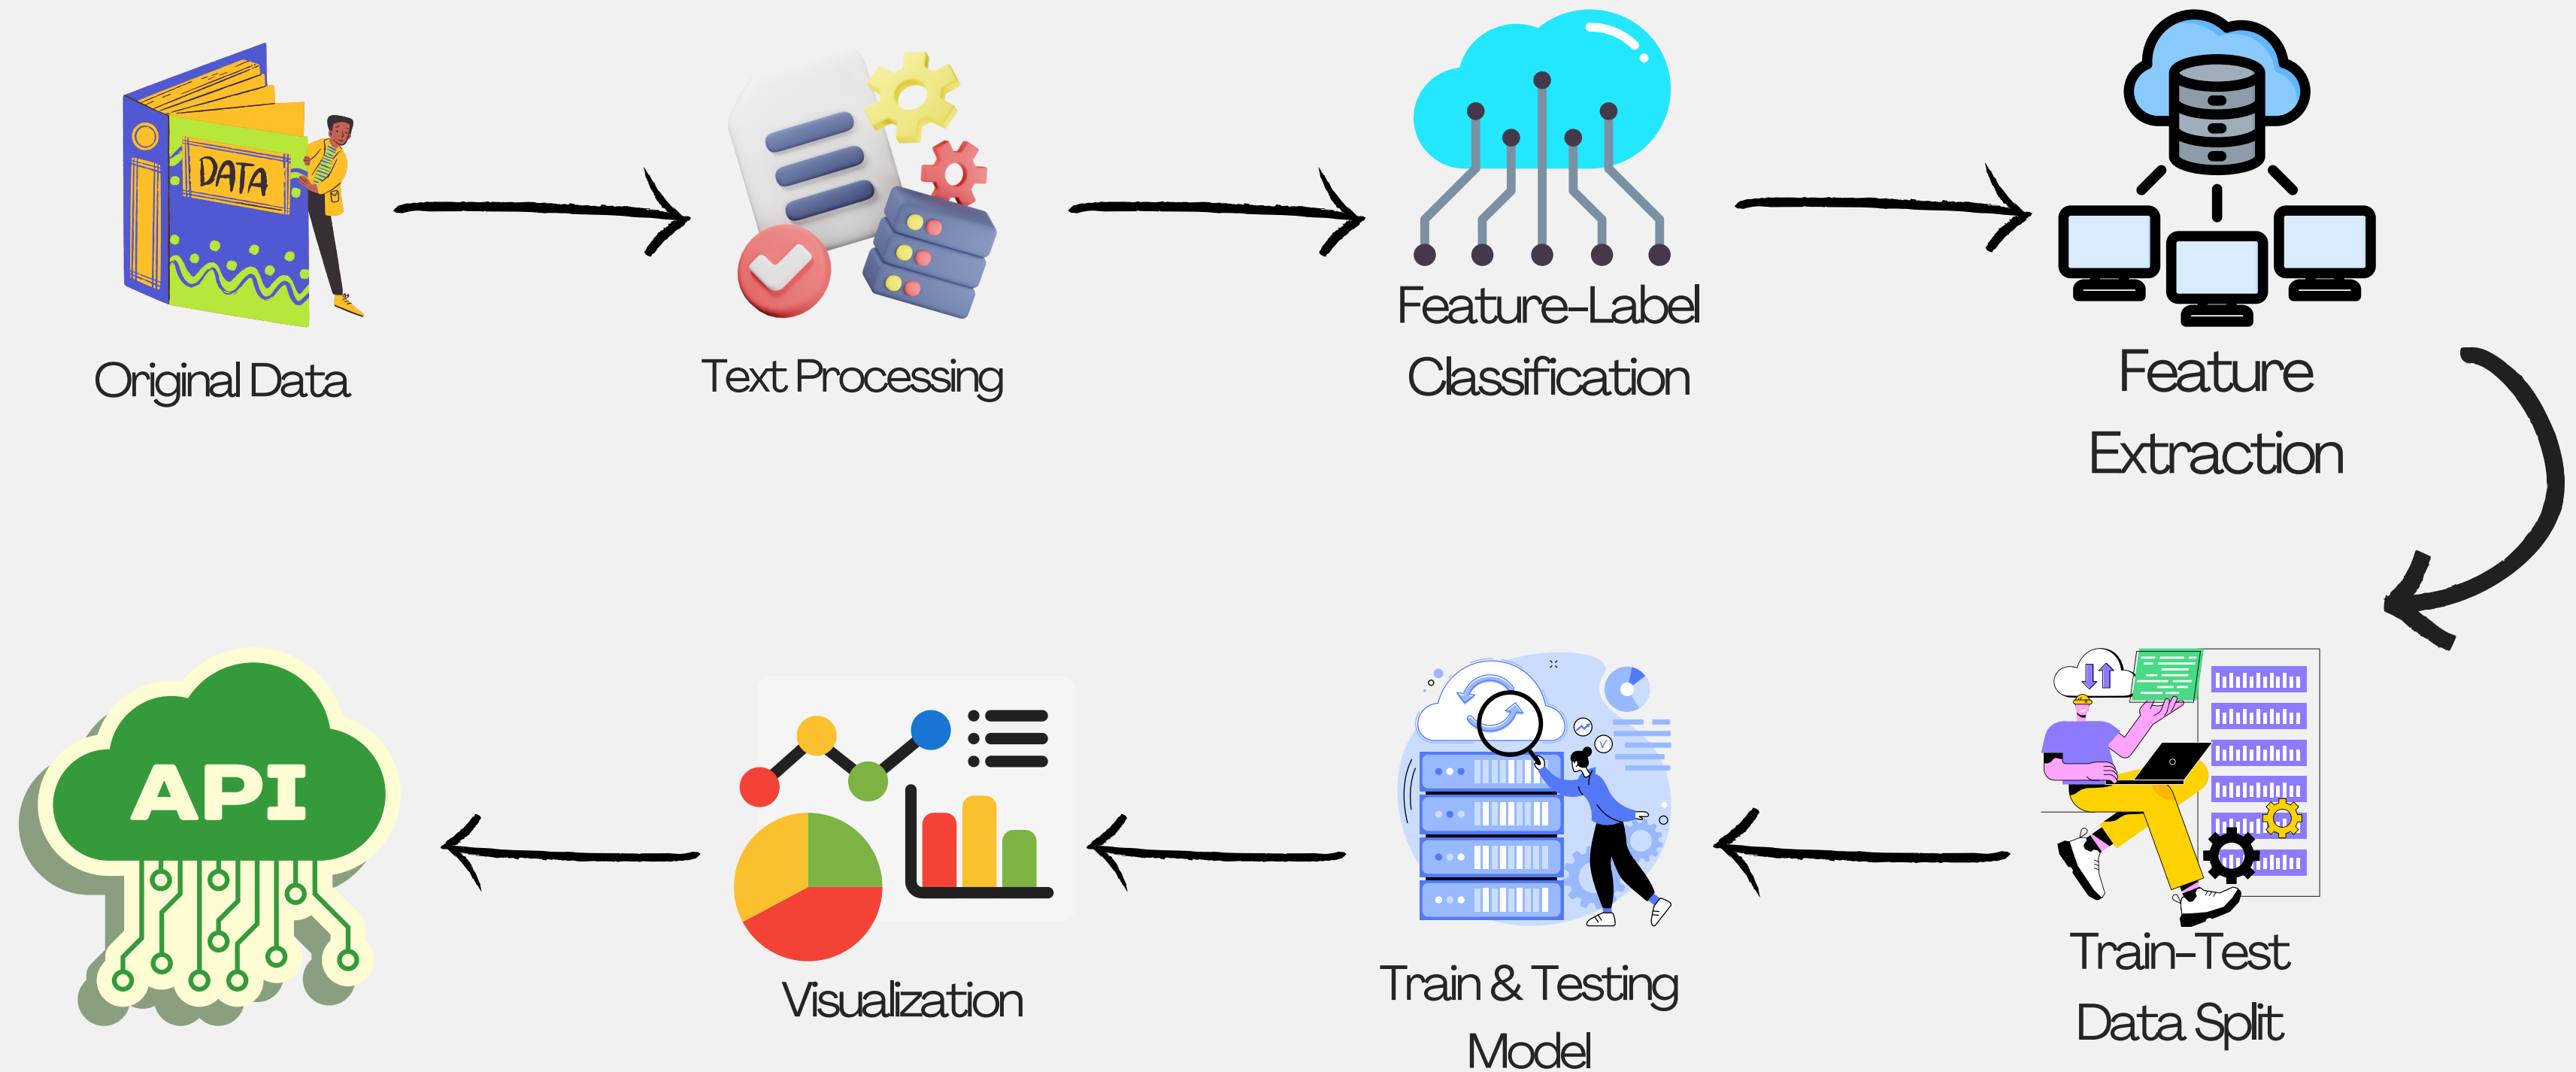 DATA
Original Data
Text Processing
Feature-Label
Classification
Feature
Extraction
Train-Test
Data Split
Train & Testing
Model
Visualization
API